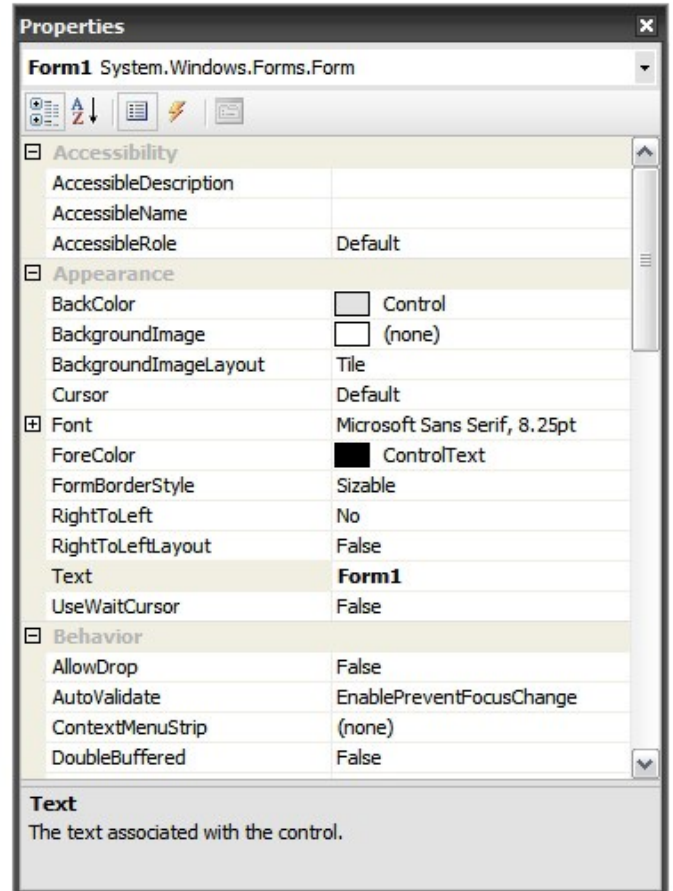 Properties
Form1 System.Windows.Forms.Form
A Z
Accessibility
AccessibleDescription
AccessibleName
AccessibleRole Default
Appearance
BackColor Control
BackgroundImage (none)
BackgroundImageLayout Tile
Cursor Default
Font Microsoft Sans Serif, 8.25pt
ForeColor ControlText
FormBorderStyle Sizable
RightToLeft No
RightToLeftLayout False
Text Form1
UseWaitCursor False
Behavior
AllowDrop False
AutoValidate EnablePreventFocusChange
ContextMenuStrip (none)
DoubleBuffered False
Text
The text associated with the control.